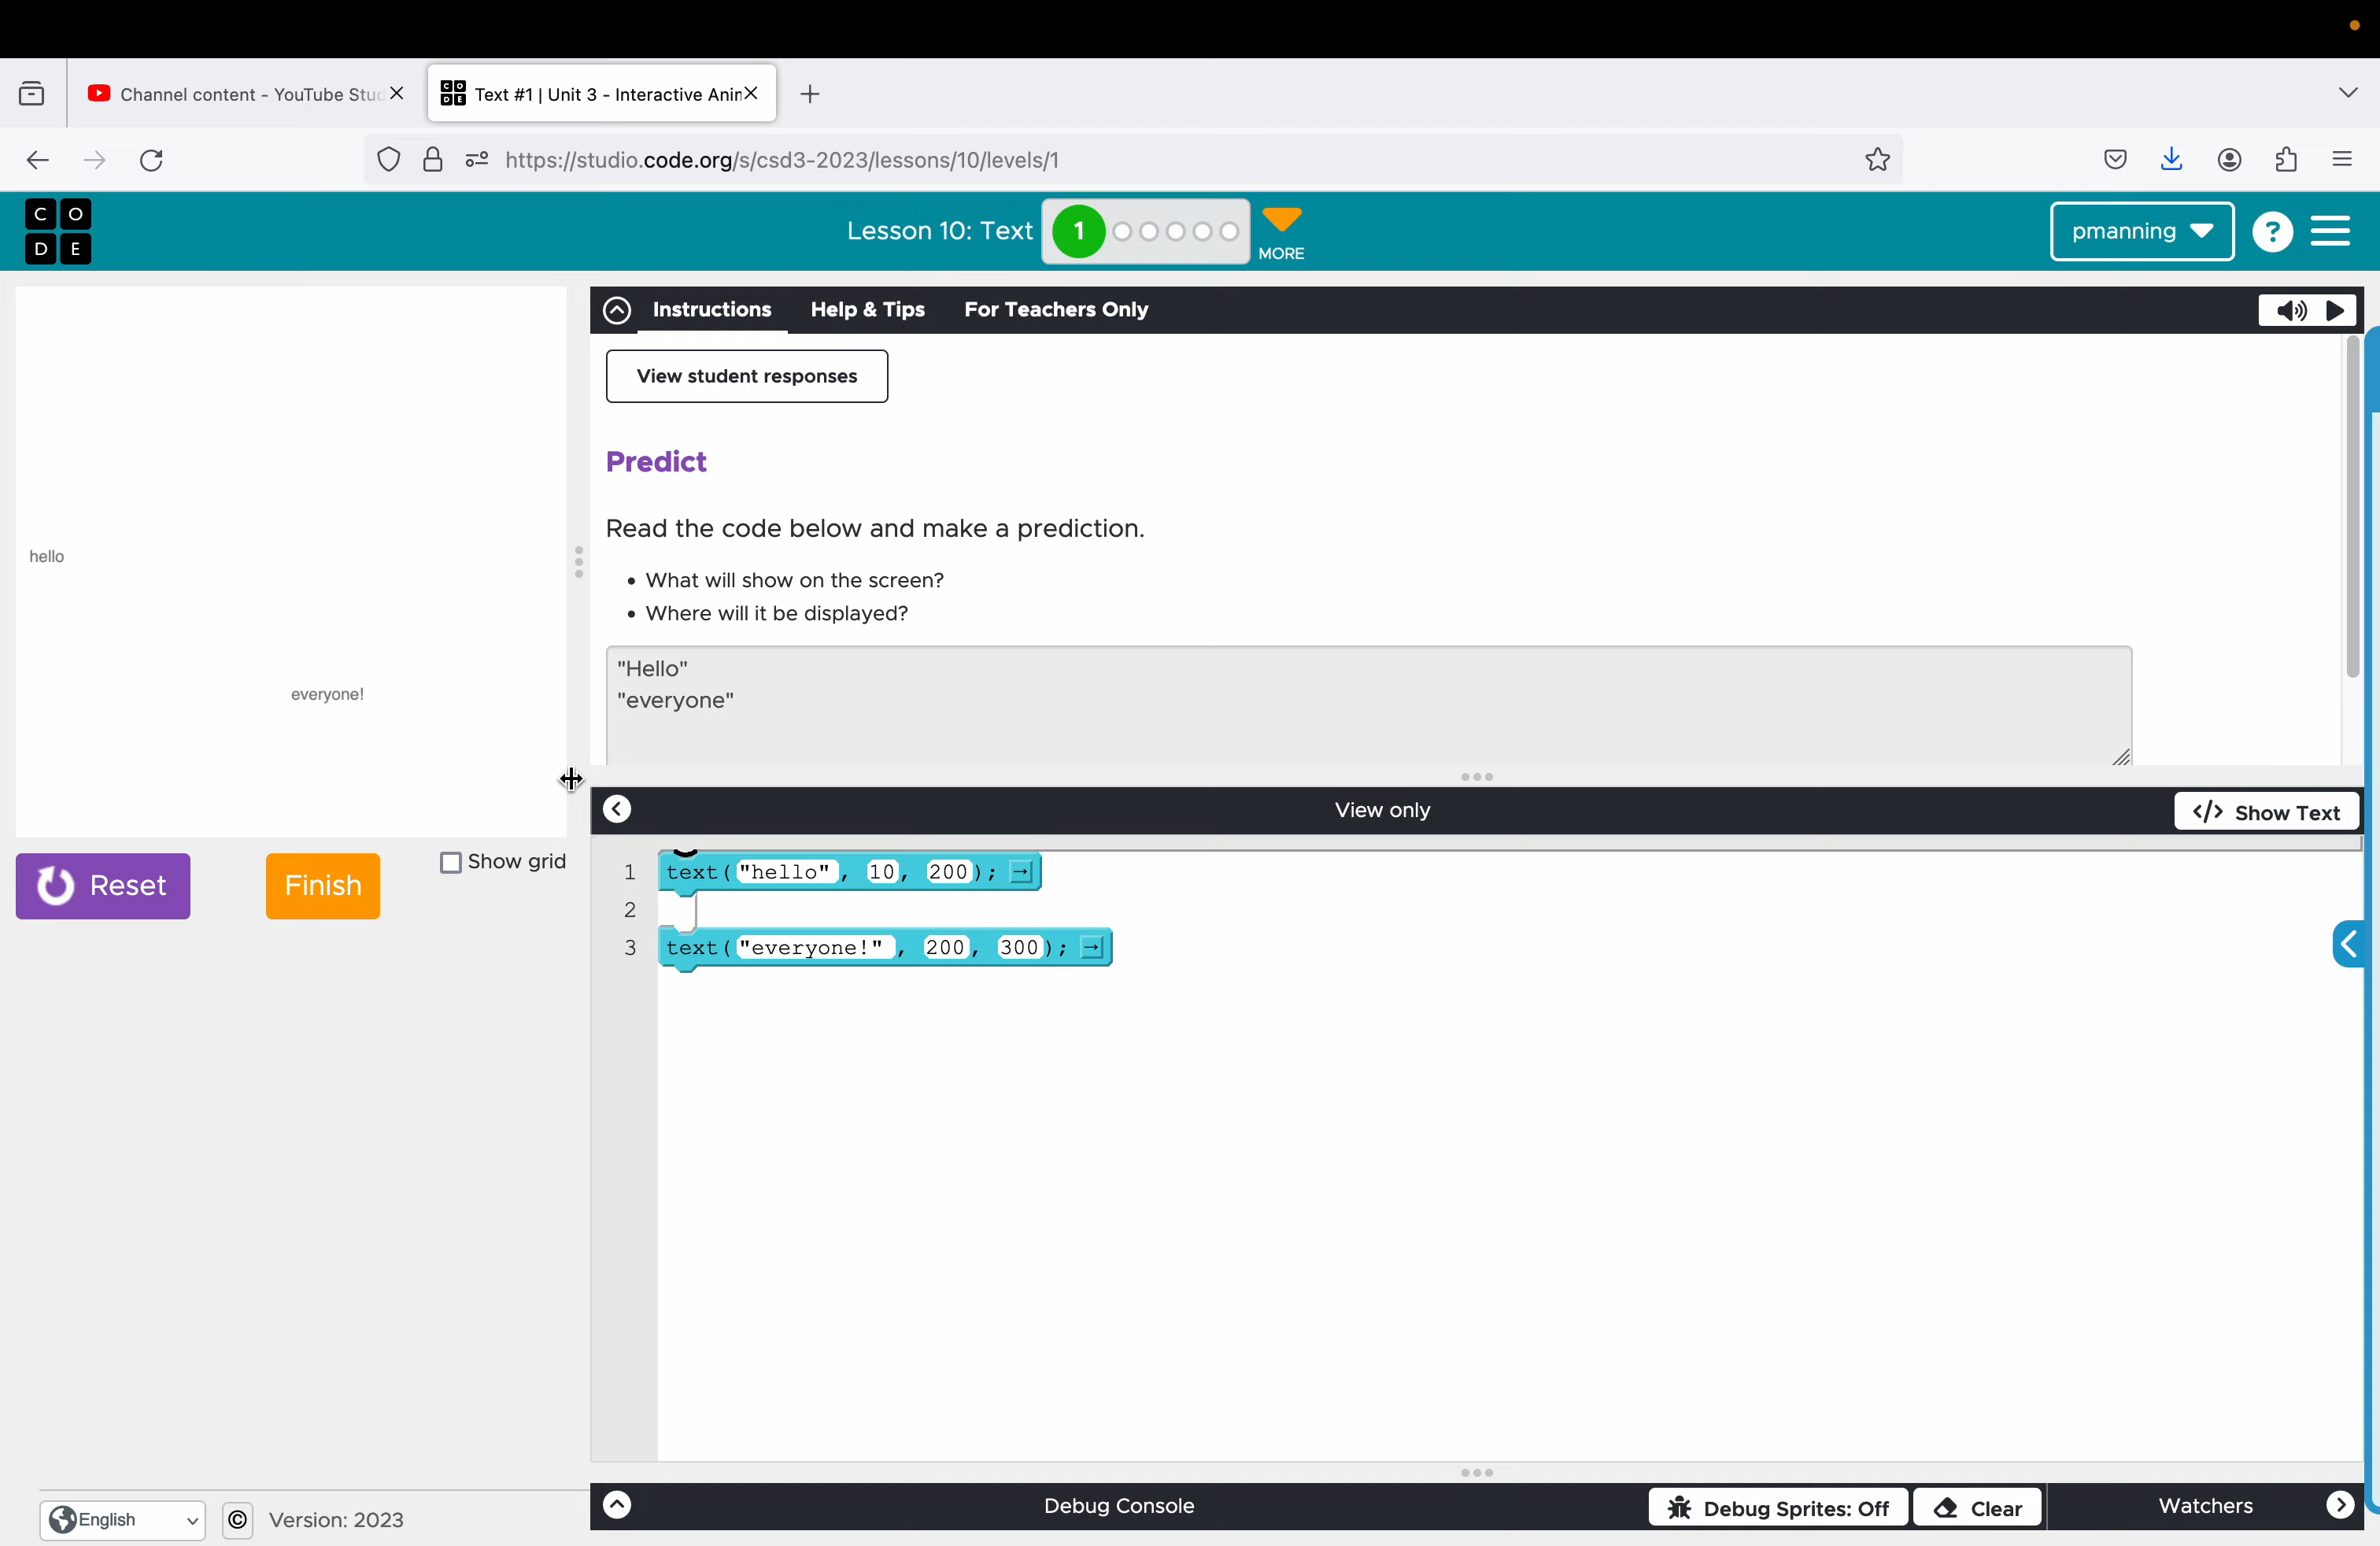 Channel content - YouTube Stu
Text #1 | Unit 3 - Interactive Anim
https://studio.code.org/s/csd3-2023/lessons/10/levels/1
C O
D E
Lesson 10: Text
1
MORE
pmanning
?
Instructions
Help & Tips
For Teachers Only
View student responses
Predict
Read the code below and make a prediction.
• What will show on the screen?
• Where will it be displayed?
"Hello"
"everyone"
hello
everyone!
Reset
Finish
Show grid
View only
</> Show Text
1 text("hello", 10, 200); →
2
3 text("everyone!", 200, 300); →
English
©
Version: 2023
Debug Console
Debug Sprites: Off
Clear
Watchers